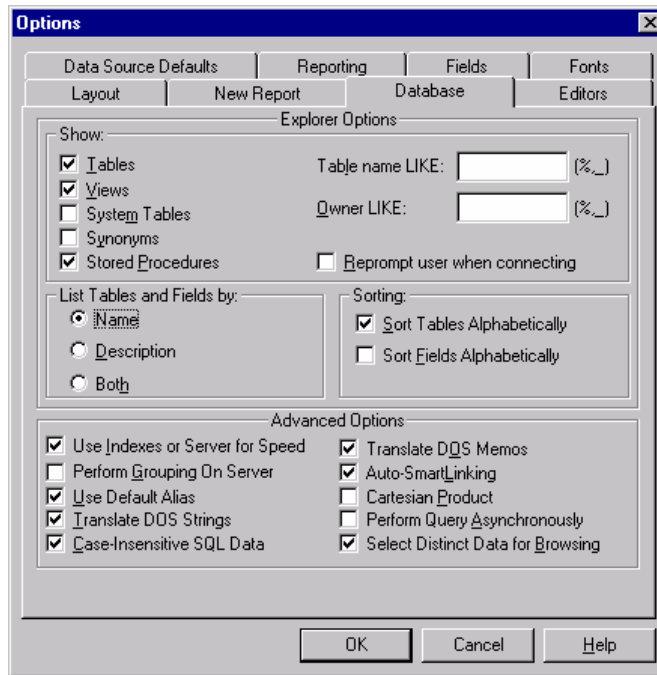 Options
Data Source Defaults Reporting Fields Fonts
Layout New Report Database Editors
Explorer Options
Show:
Tables
Views
System Tables
Synonyms
Stored Procedures
Table name LIKE: (%,_)
Owner LIKE: (%,_)
Reprompt user when connecting
List Tables and Fields by:
Name
Description
Both
Sorting:
Sort Tables Alphabetically
Sort Fields Alphabetically
Advanced Options
Use Indexes or Server for Speed
Perform Grouping On Server
Use Default Alias
Translate DOS Strings
Case-Insensitive SQL Data
Translate DOS Memos
Auto-SmartLinking
Cartesian Product
Perform Query Asynchronously
Select Distinct Data for Browsing
OK Cancel Help